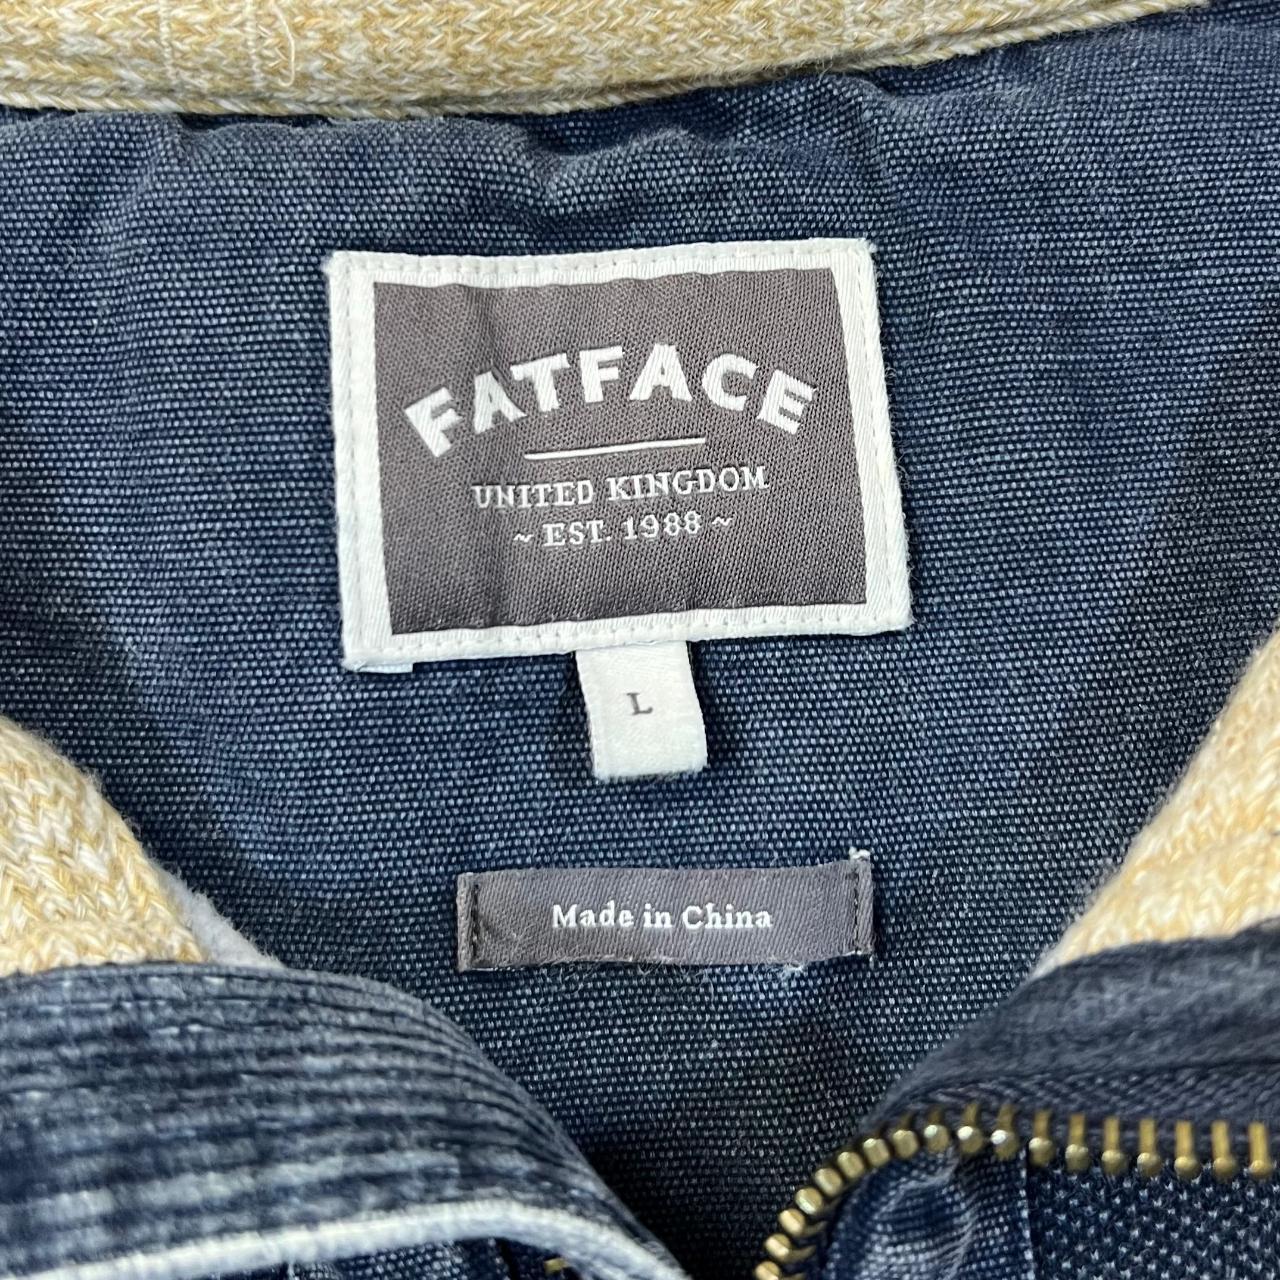 FATFACE
UNITED KINGDOM
~ EST. 1988 ~
L
Made in China